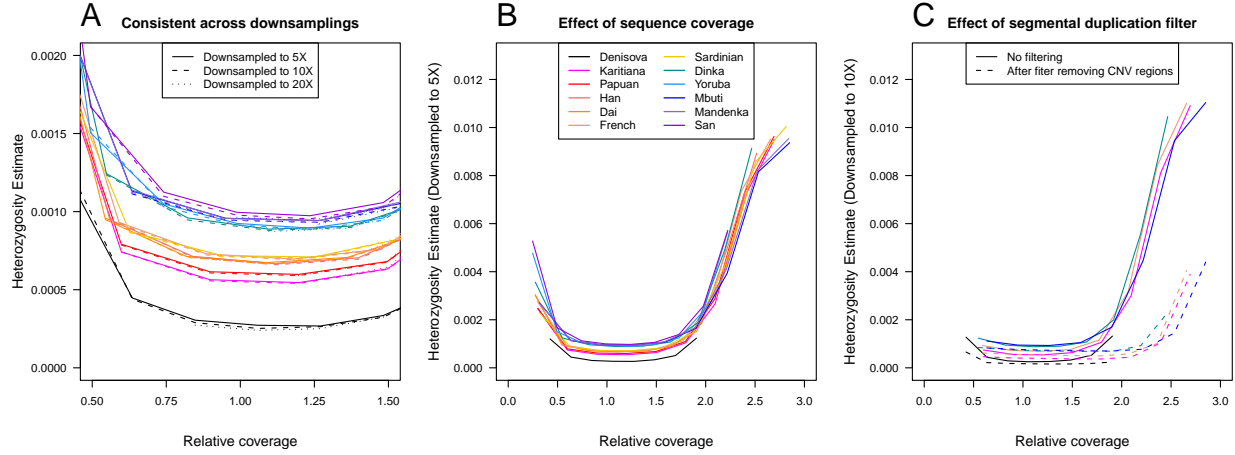 A
Consistent across downsamplings
Heterozygosity Estimate
0.0020
0.0015
0.0010
0.0005
0.0000
Downsampled to 5X
Downsampled to 10X
Downsampled to 20X
0.50
0.75
1.00
1.25
1.50
Relative coverage
B
Effect of sequence coverage
Heterozygosity Estimate (Downsampled to 5X)
0.012
0.010
0.008
0.006
0.004
0.002
0.000
Denisova
Karitiana
Papuan
Han
Dai
French
Sardinian
Dinka
Yoruba
Mbuti
Mandenka
San
0.0
0.5
1.0
1.5
2.0
2.5
3.0
Relative coverage
C
Effect of segmental duplication filter
Heterozygosity Estimate (Downsampled to 10X)
0.012
0.010
0.008
0.006
0.004
0.002
0.000
No filtering
After fiter removing CNV regions
0.0
0.5
1.0
1.5
2.0
2.5
3.0
Relative coverage